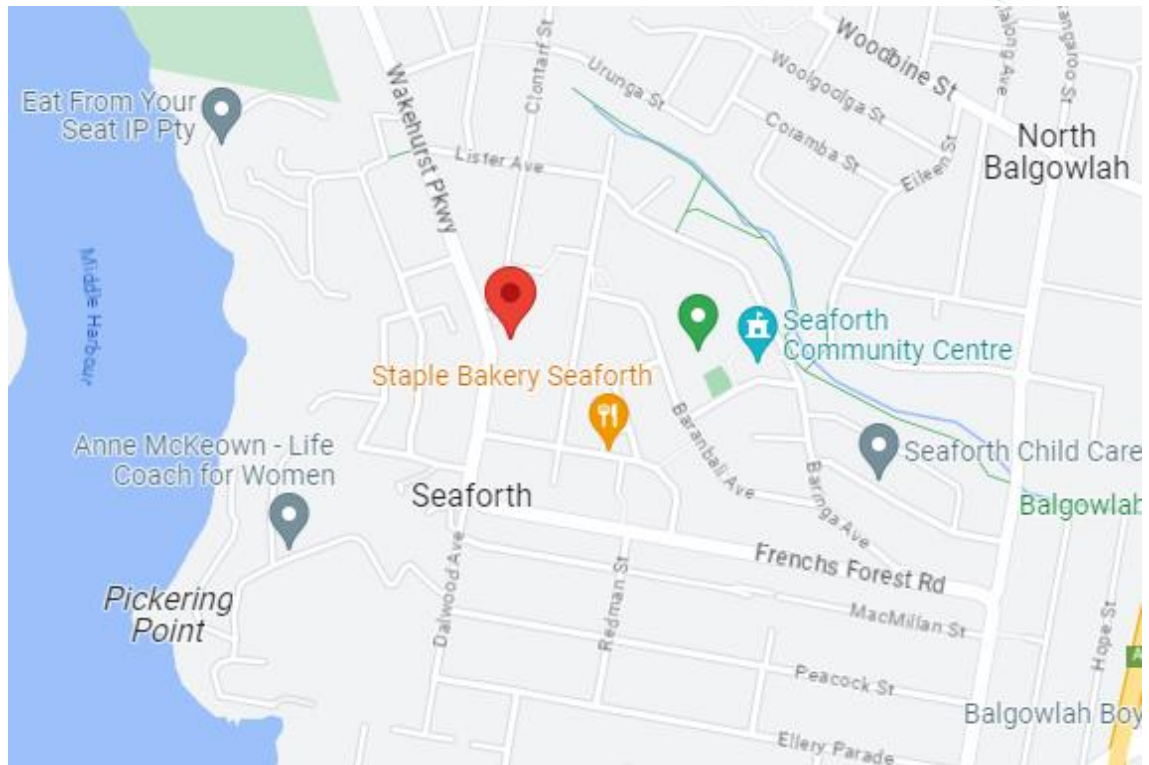 Clontarf St
Wakehurst Pkwy
Eat From Your
Seat IP Pty
Urunga St
Woodbine St
Woolgoolga St
Coramba St
Eileen St
North
Balgowlah
Lister Ave
Middle Harbour
Seaforth
Community Centre
Staple Bakery Seaforth
Anne McKeown - Life
Coach for Women
Baranbali Ave
Seaforth Child Care
Seaforth
Baringa Ave
Balgowlah
Frenchs Forest Rd
Pickering
Point
Dalwood Ave
Redman St
MacMillan St
Hope St
Peacock St
Balgowlah Boy
Ellery Parade